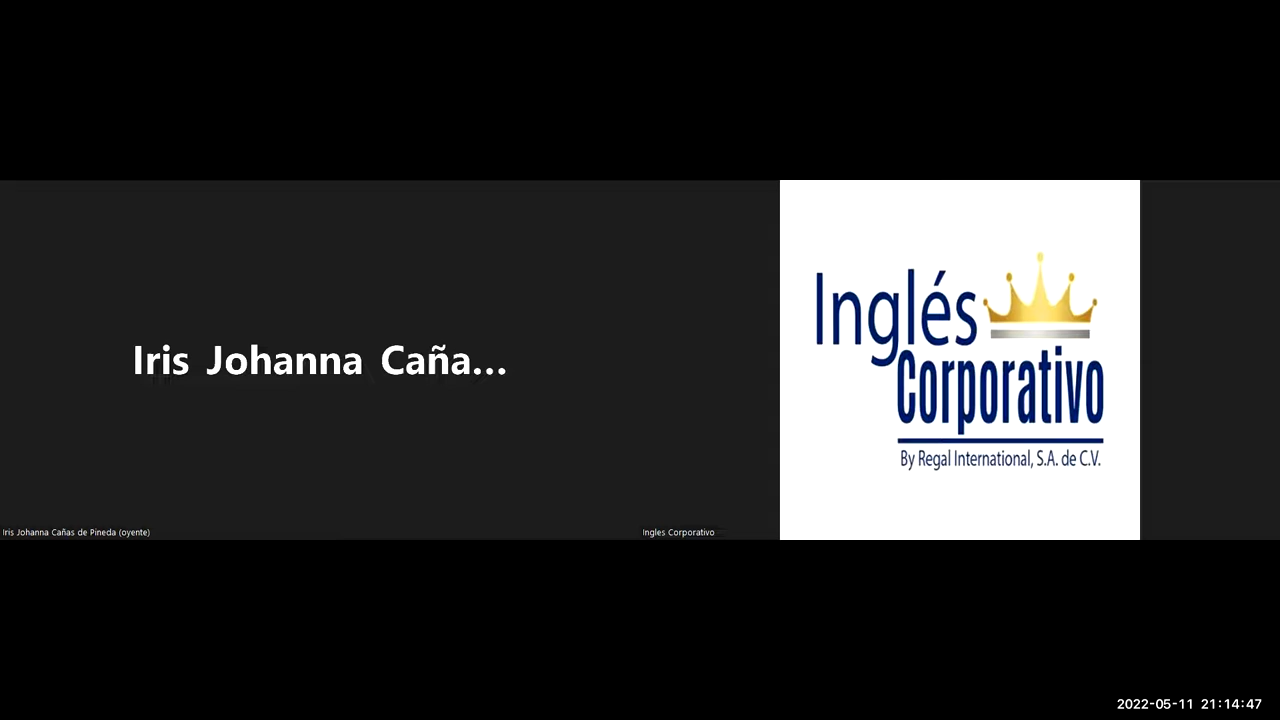 Iris Johanna Caña...
Inglés
Corporativo
By Regal International, S.A. de C.V.
Iris Johanna Cañas de Pineda (oyente)
Ingles Corporativo
2022-05-11 21:14:47